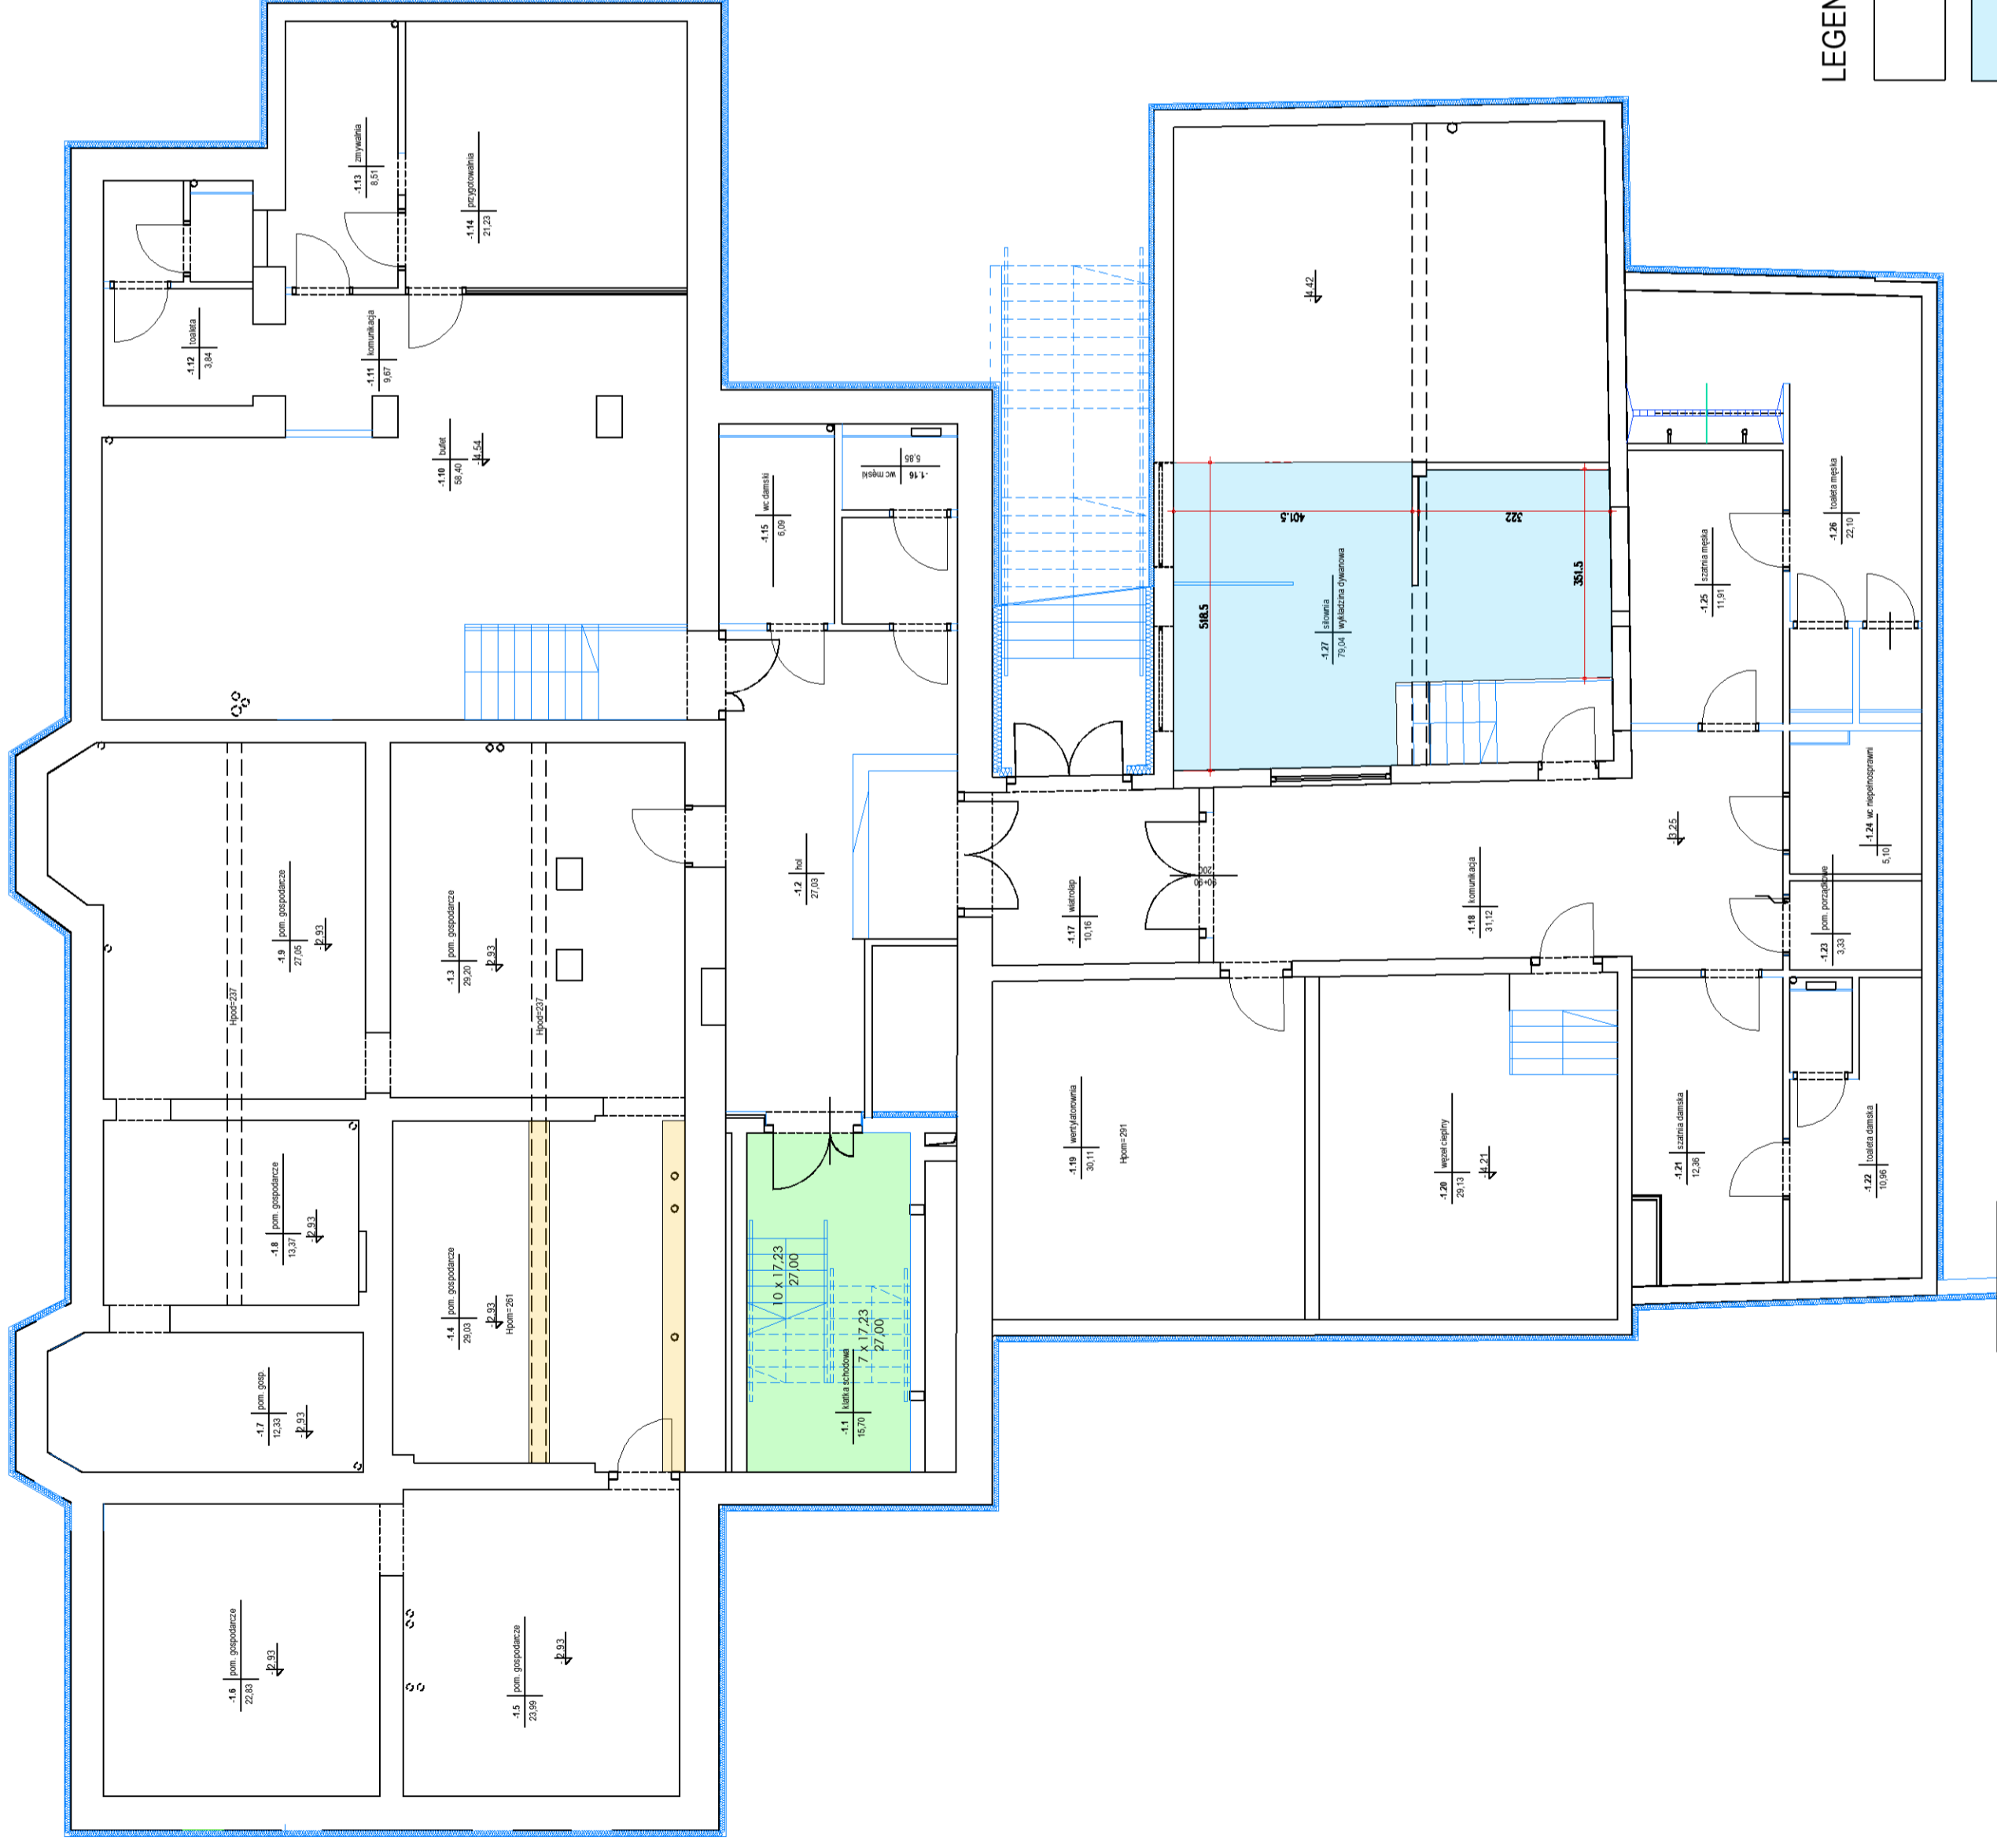 LEGEN
-1.13 zmywalnia
8,51
-1.14 przygotowalnia
21,23
-1.12 toaleta
3,84
-1.11 komunikacja
9,67
-1.10 bufet
58,40
-4.54
-1.15 wc damski
6,09
-1.16 wc męski
5,85
-4.42
401.5
322
518.5
351.5
-1.27 siłownia
79,04 wykładzina dywanowa
-1.26 toaleta męska
22,10
-1.25 szatnia męska
11,91
-1.24 wc niepełnosprawni
5,10
-3.25
-1.23 pom. porządkowe
3,33
-1.18 komunikacja
31,12
-1.17 wiatrołap
10,16
-1.2 hol
27,03
-1.9 pom. gospodarcze
27,05
-2.93
Hpod=237
-1.3 pom. gospodarcze
29,20
-2.93
Hpod=237
-1.8 pom. gospodarcze
13,37
-2.93
-1.4 pom. gospodarcze
29,03
-2.93
Hpom=261
10 x 17,23
27,00
7 x 17,23
27,00
-1.1 klatka schodowa
15,70
-1.19 wentylatorownia
30,11
Hpom=291
-1.20 węzeł cieplny
29,13
-4.21
-1.21 szatnia damska
12,36
-1.22 toaleta damska
10,96
-1.7 pom. gosp.
12,33
-2.93
-1.6 pom. gospodarcze
22,83
-2.93
-1.5 pom. gospodarcze
23,99
-2.93